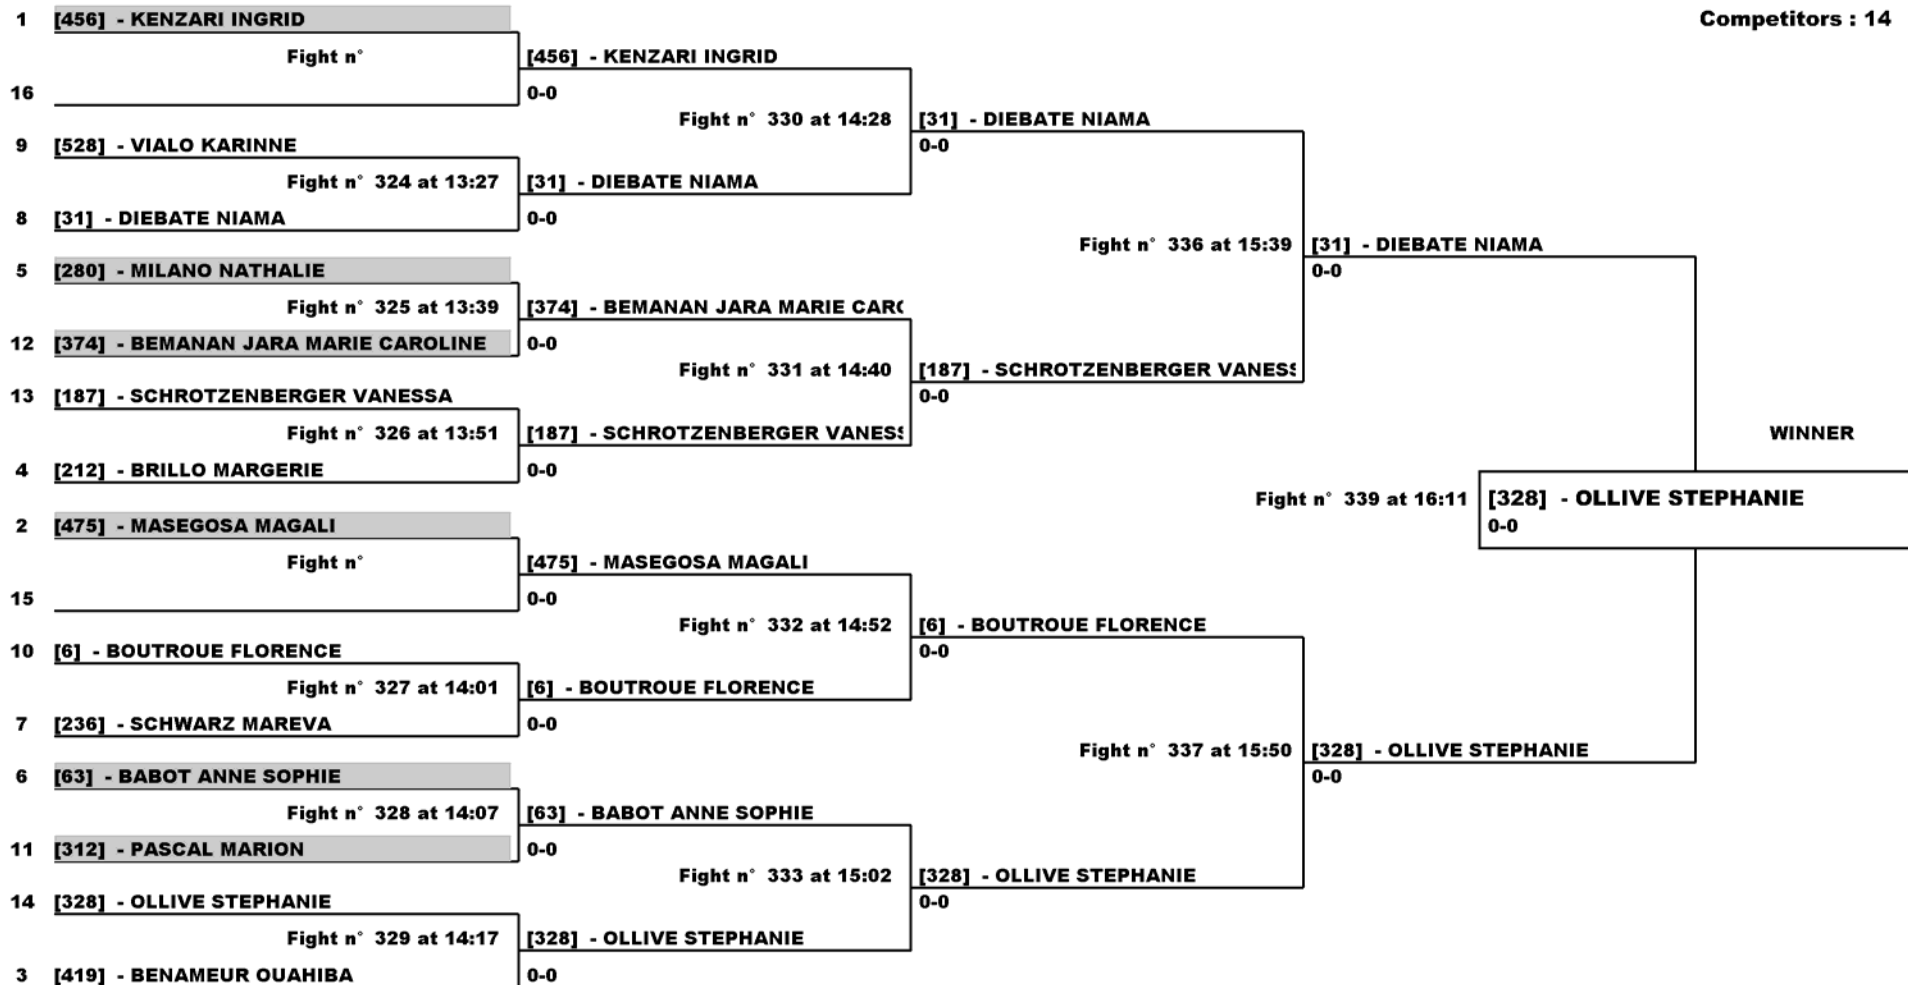 1 [456] - KENZARI INGRID
Competitors : 14
Fight n°
[456] - KENZARI INGRID
16
0-0
Fight n° 330 at 14:28
[31] - DIEBATE NIAMA
9 [528] - VIALO KARINNE
0-0
Fight n° 324 at 13:27
[31] - DIEBATE NIAMA
8 [31] - DIEBATE NIAMA
0-0
Fight n° 336 at 15:39
[31] - DIEBATE NIAMA
5 [280] - MILANO NATHALIE
0-0
Fight n° 325 at 13:39
[374] - BEMANAN JARA MARIE CARC
12 [374] - BEMANAN JARA MARIE CAROLINE
0-0
Fight n° 331 at 14:40
[187] - SCHROTZENBERGER VANESS
13 [187] - SCHROTZENBERGER VANESSA
0-0
Fight n° 326 at 13:51
[187] - SCHROTZENBERGER VANESS
WINNER
4 [212] - BRILLO MARGERIE
0-0
Fight n° 339 at 16:11
[328] - OLLIVE STEPHANIE
2 [475] - MASEGOSA MAGALI
0-0
Fight n°
[475] - MASEGOSA MAGALI
15
0-0
Fight n° 332 at 14:52
[6] - BOUTROUE FLORENCE
10 [6] - BOUTROUE FLORENCE
0-0
Fight n° 327 at 14:01
[6] - BOUTROUE FLORENCE
7 [236] - SCHWARZ MAREVA
0-0
Fight n° 337 at 15:50
[328] - OLLIVE STEPHANIE
6 [63] - BABOT ANNE SOPHIE
0-0
Fight n° 328 at 14:07
[63] - BABOT ANNE SOPHIE
11 [312] - PASCAL MARION
0-0
Fight n° 333 at 15:02
[328] - OLLIVE STEPHANIE
14 [328] - OLLIVE STEPHANIE
0-0
Fight n° 329 at 14:17
[328] - OLLIVE STEPHANIE
3 [419] - BENAMEUR OUAHIBA
0-0